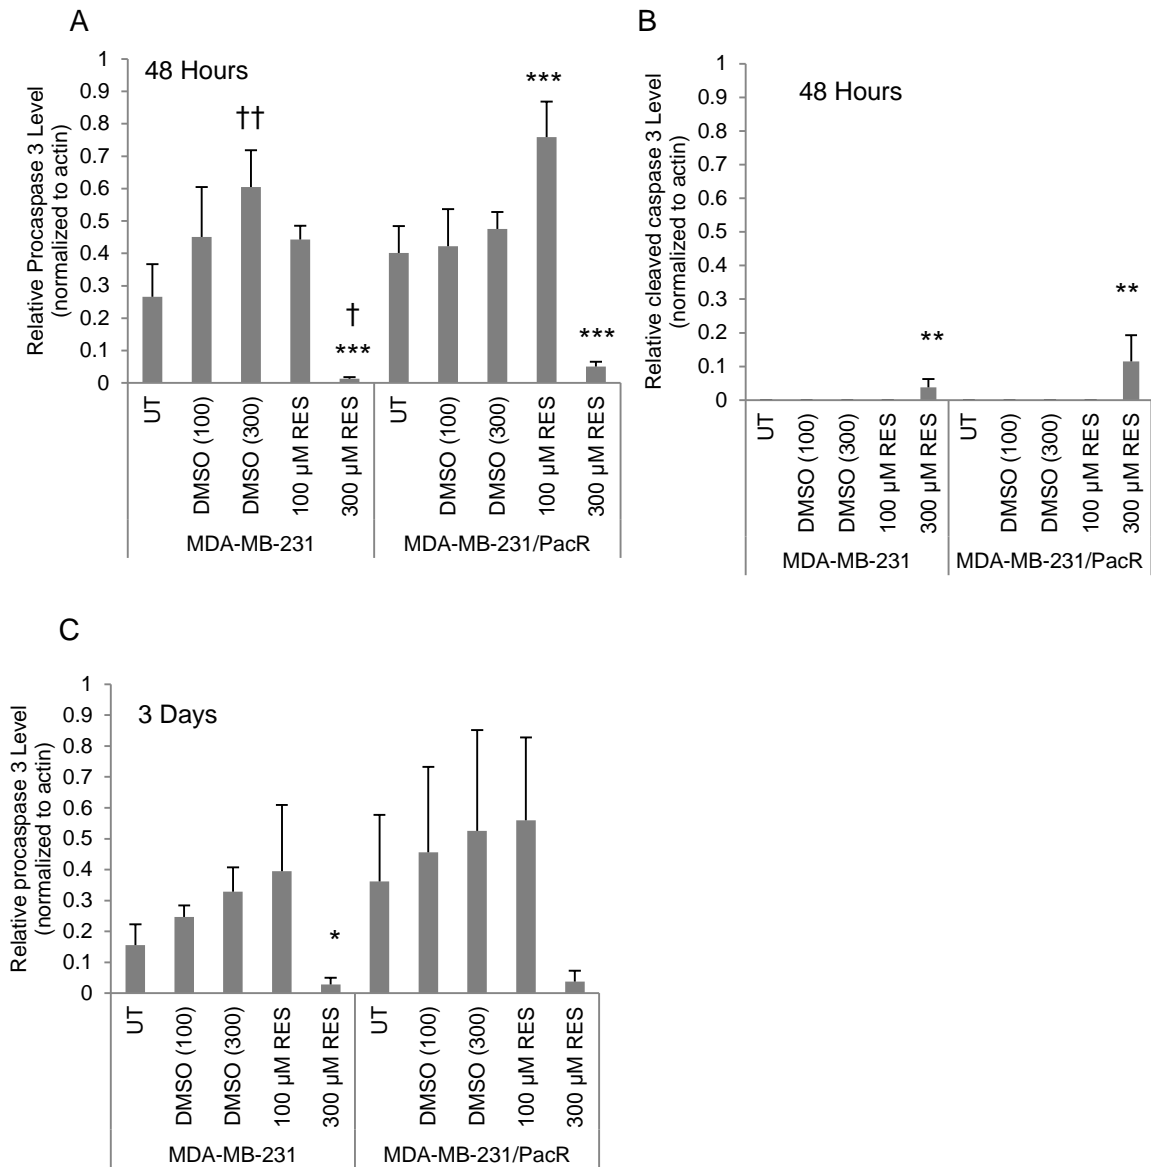 A
48 Hours
Relative Procaspase 3 Level
(normalized to actin)
1
0.9
0.8
0.7
0.6
0.5
0.4
0.3
0.2
0.1
0
††
†
***
***
***
UT
DMSO (100)
DMSO (300)
100 µM RES
300 µM RES
UT
DMSO (100)
DMSO (300)
100 µM RES
300 µM RES
MDA-MB-231
MDA-MB-231/PacR
B
48 Hours
Relative cleaved caspase 3 Level
(normalized to actin)
1
0.9
0.8
0.7
0.6
0.5
0.4
0.3
0.2
0.1
0
**
**
UT
DMSO (100)
DMSO (300)
100 µM RES
300 µM RES
UT
DMSO (100)
DMSO (300)
100 µM RES
300 µM RES
MDA-MB-231
MDA-MB-231/PacR
C
3 Days
Relative procaspase 3 Level
(normalized to actin)
1
0.9
0.8
0.7
0.6
0.5
0.4
0.3
0.2
0.1
0
*
UT
DMSO (100)
DMSO (300)
100 µM RES
300 µM RES
UT
DMSO (100)
DMSO (300)
100 µM RES
300 µM RES
MDA-MB-231
MDA-MB-231/PacR